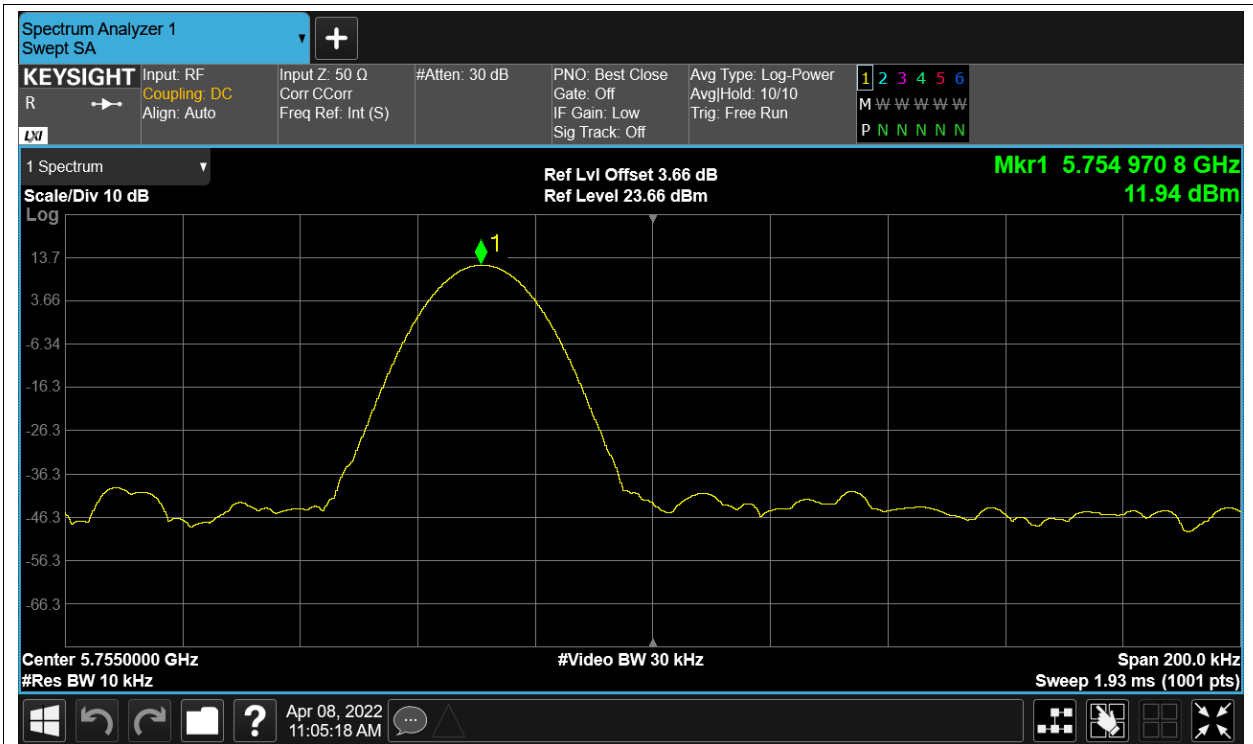 Spectrum Analyzer 1
Swept SA
KEYSIGHT Input: RF Input Z: 50 Ω #Atten: 30 dB PNO: Best Close Avg Type: Log-Power 1 2 3 4 5 6
R Coupling: DC Corr CCorr Gate: Off Avg|Hold: 10/10 M W W W W W W
Align: Auto Freq Ref: Int (S) IF Gain: Low Trig: Free Run
LXI Sig Track: Off P N N N N N N
1 Spectrum Ref Lvl Offset 3.66 dB Mkr1 5.754 970 8 GHz
Scale/Div 10 dB Ref Level 23.66 dBm 11.94 dBm
Log
1
13.7
3.66
-6.34
-16.3
-26.3
-36.3
-46.3
-56.3
-66.3
Center 5.7550000 GHz #Video BW 30 kHz Span 200.0 kHz
#Res BW 10 kHz Sweep 1.93 ms (1001 pts)
? Apr 08, 2022
11:05:18 AM